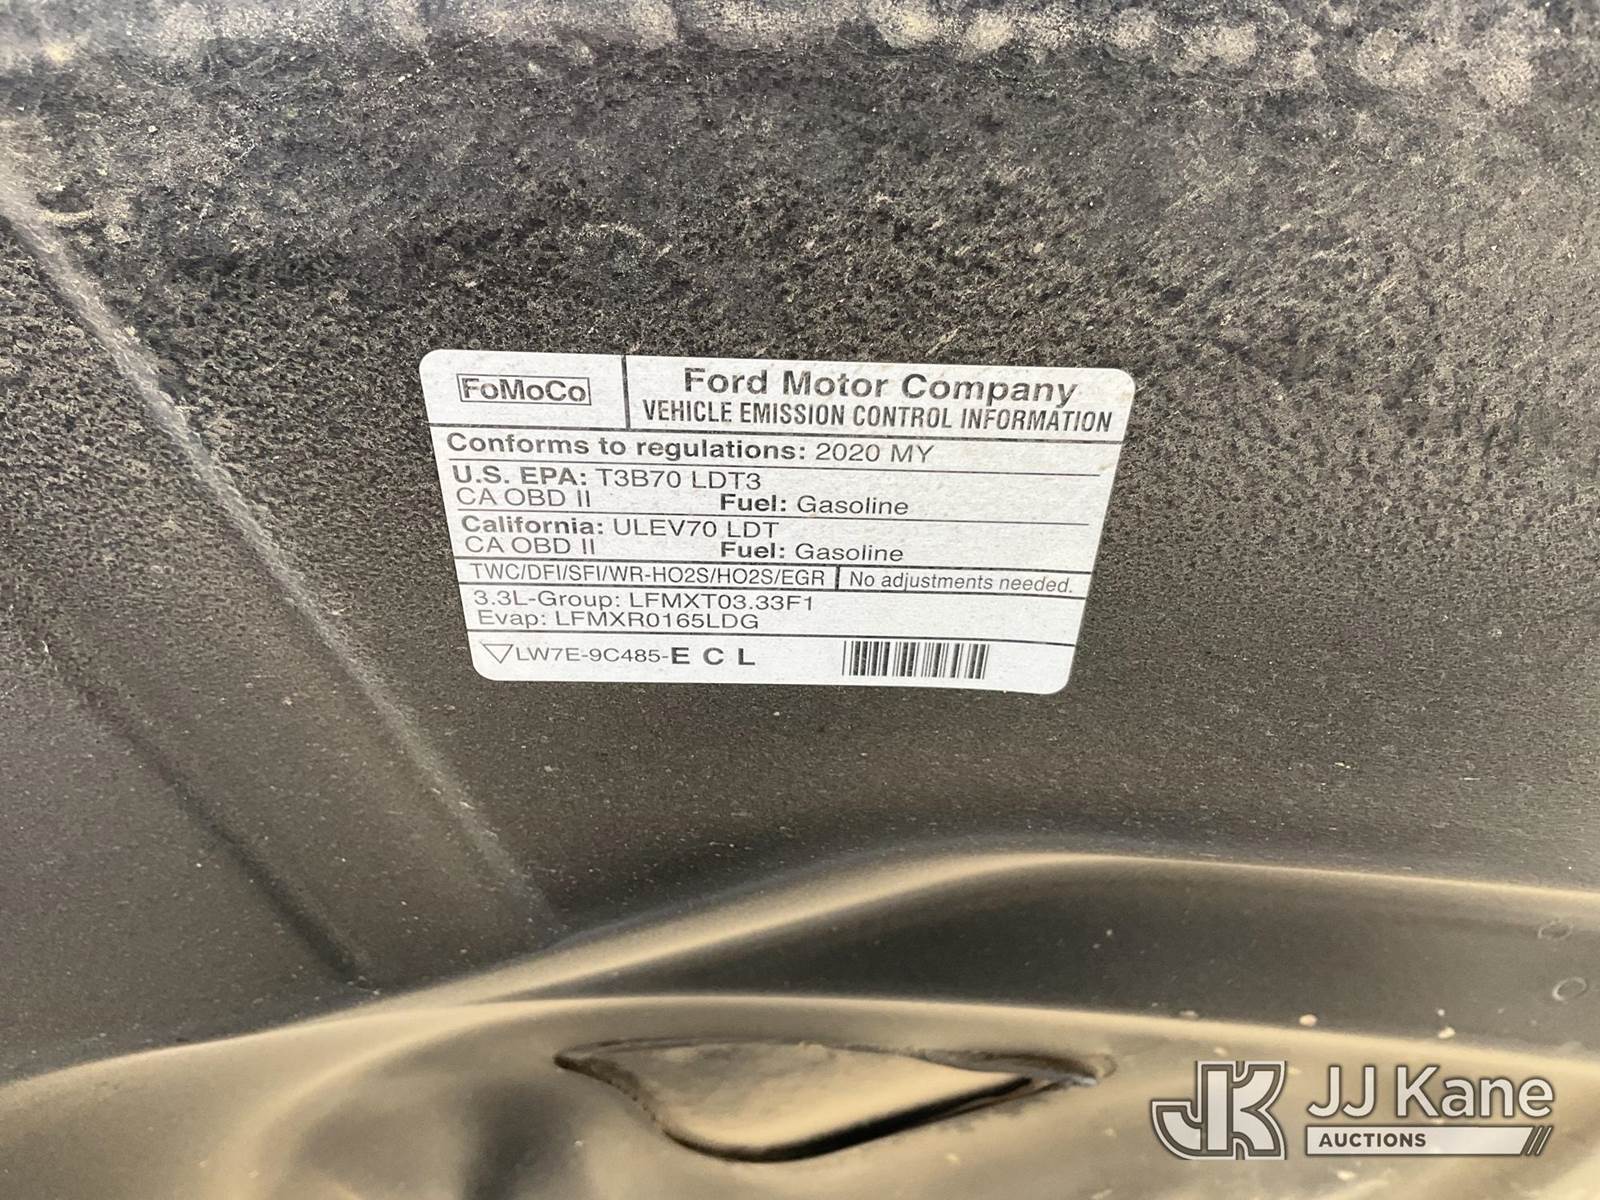 FoMoCo
Ford Motor Company
VEHICLE EMISSION CONTROL INFORMATION
Conforms to regulations: 2020 MY
U.S. EPA: T3B70 LDT3
CA OBD II Fuel: Gasoline
California: ULEV70 LDT
CA OBD II Fuel: Gasoline
TWC/DFI/SFI/WR-HO2S/HO2S/EGR No adjustments needed.
3.3L-Group: LFMXT03.33F1
Evap: LFMXR0165LDG
LW7E-9C485-E C L
JK JJ Kane
AUCTIONS